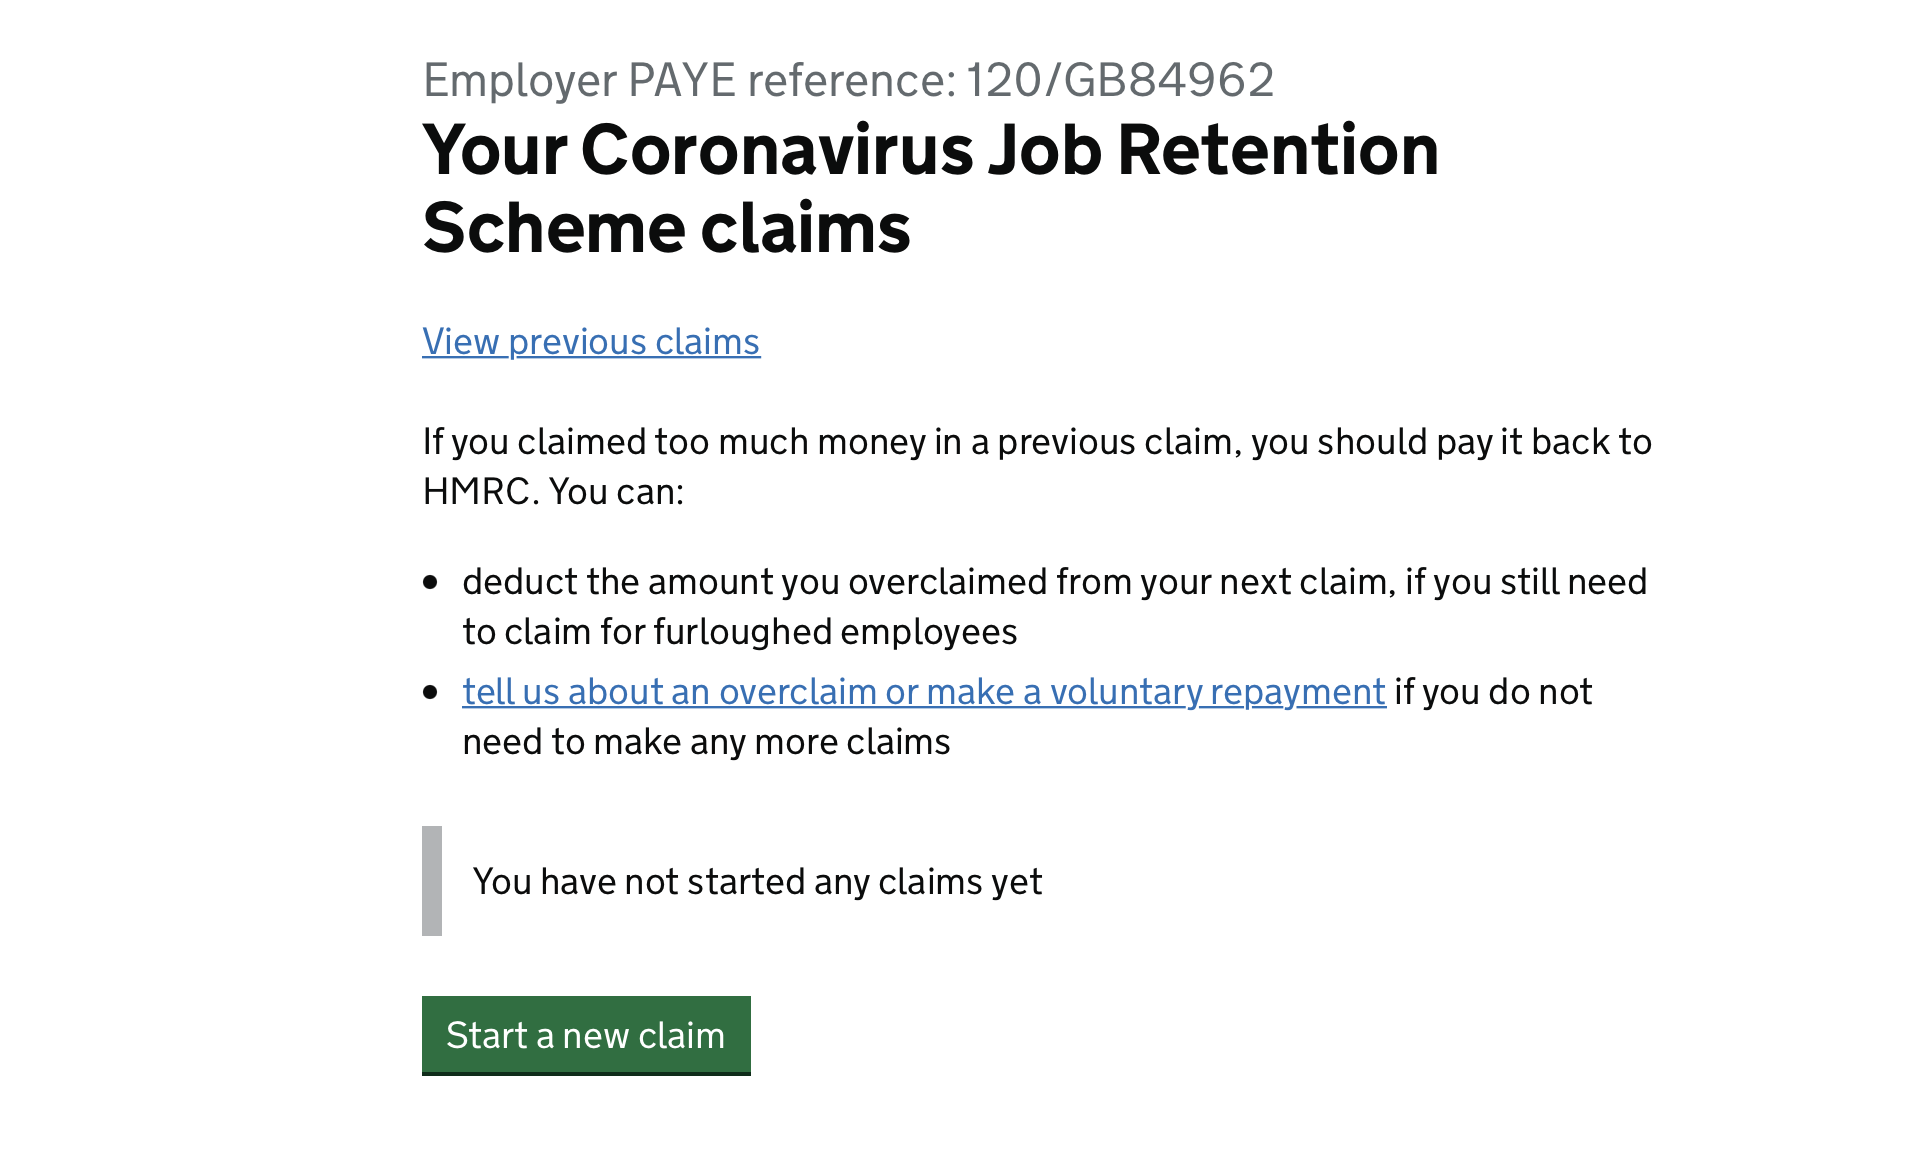 Employer PAYE reference: 120/GB84962
Your Coronavirus Job Retention
Scheme claims
View previous claims
If you claimed too much money in a previous claim, you should pay it back to
HMRC. You can:
• deduct the amount you overclaimed from your next claim, if you still need
to claim for furloughed employees
• tell us about an overclaim or make a voluntary repayment if you do not
need to make any more claims
You have not started any claims yet
Start a new claim